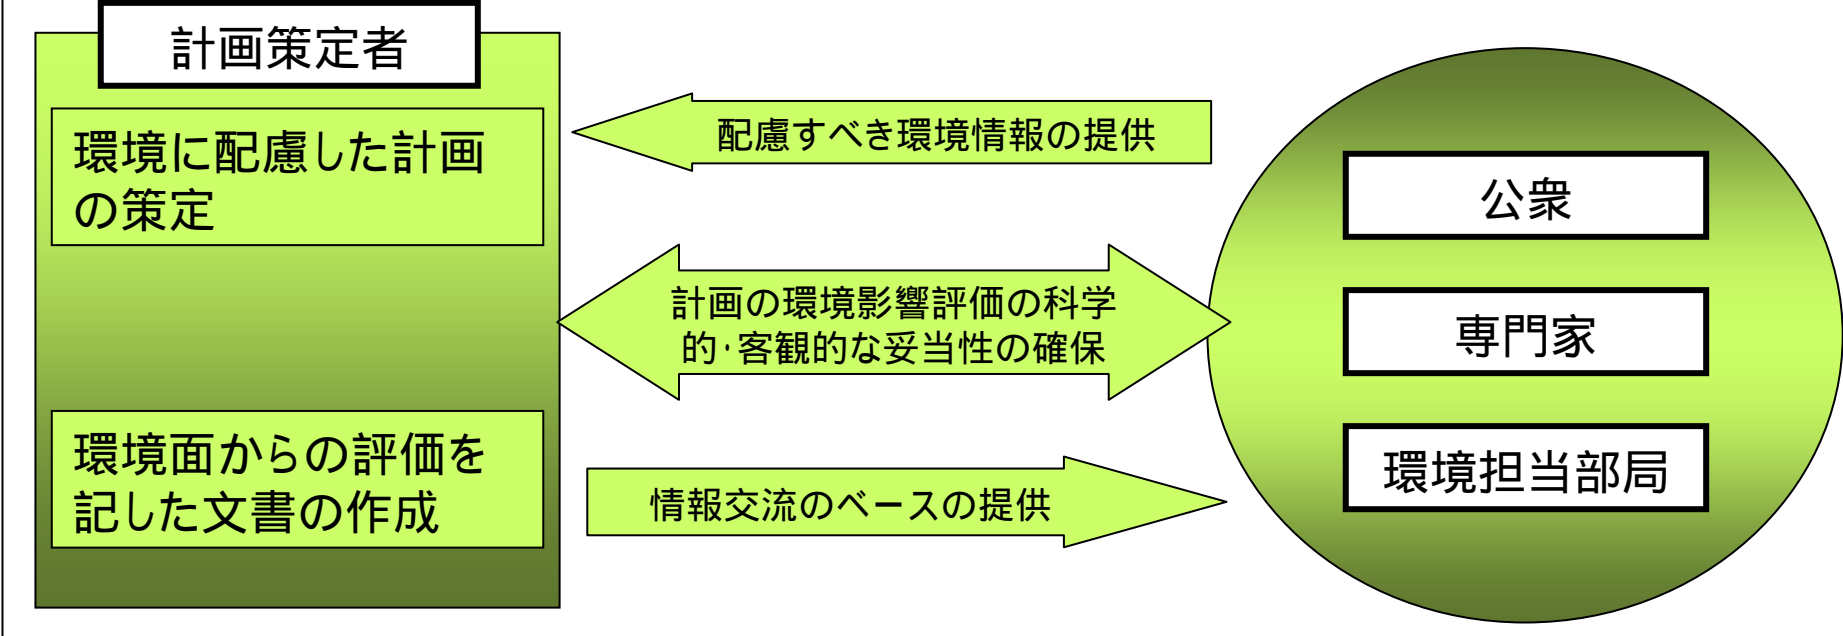 計画策定者
環境に配慮した計画
の策定
環境面からの評価を
記した文書の作成
配慮すべき環境情報の提供
計画の環境影響評価の科学
的・客観的な妥当性の確保
情報交流のベースの提供
公衆
専門家
環境担当部局